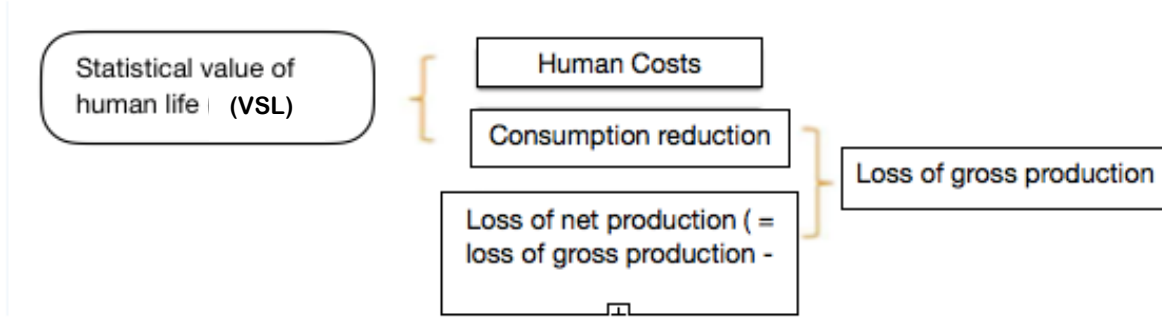 Statistical value of
human life (VSL)
Human Costs
Consumption reduction
Loss of gross production
Loss of net production ( =
loss of gross production -